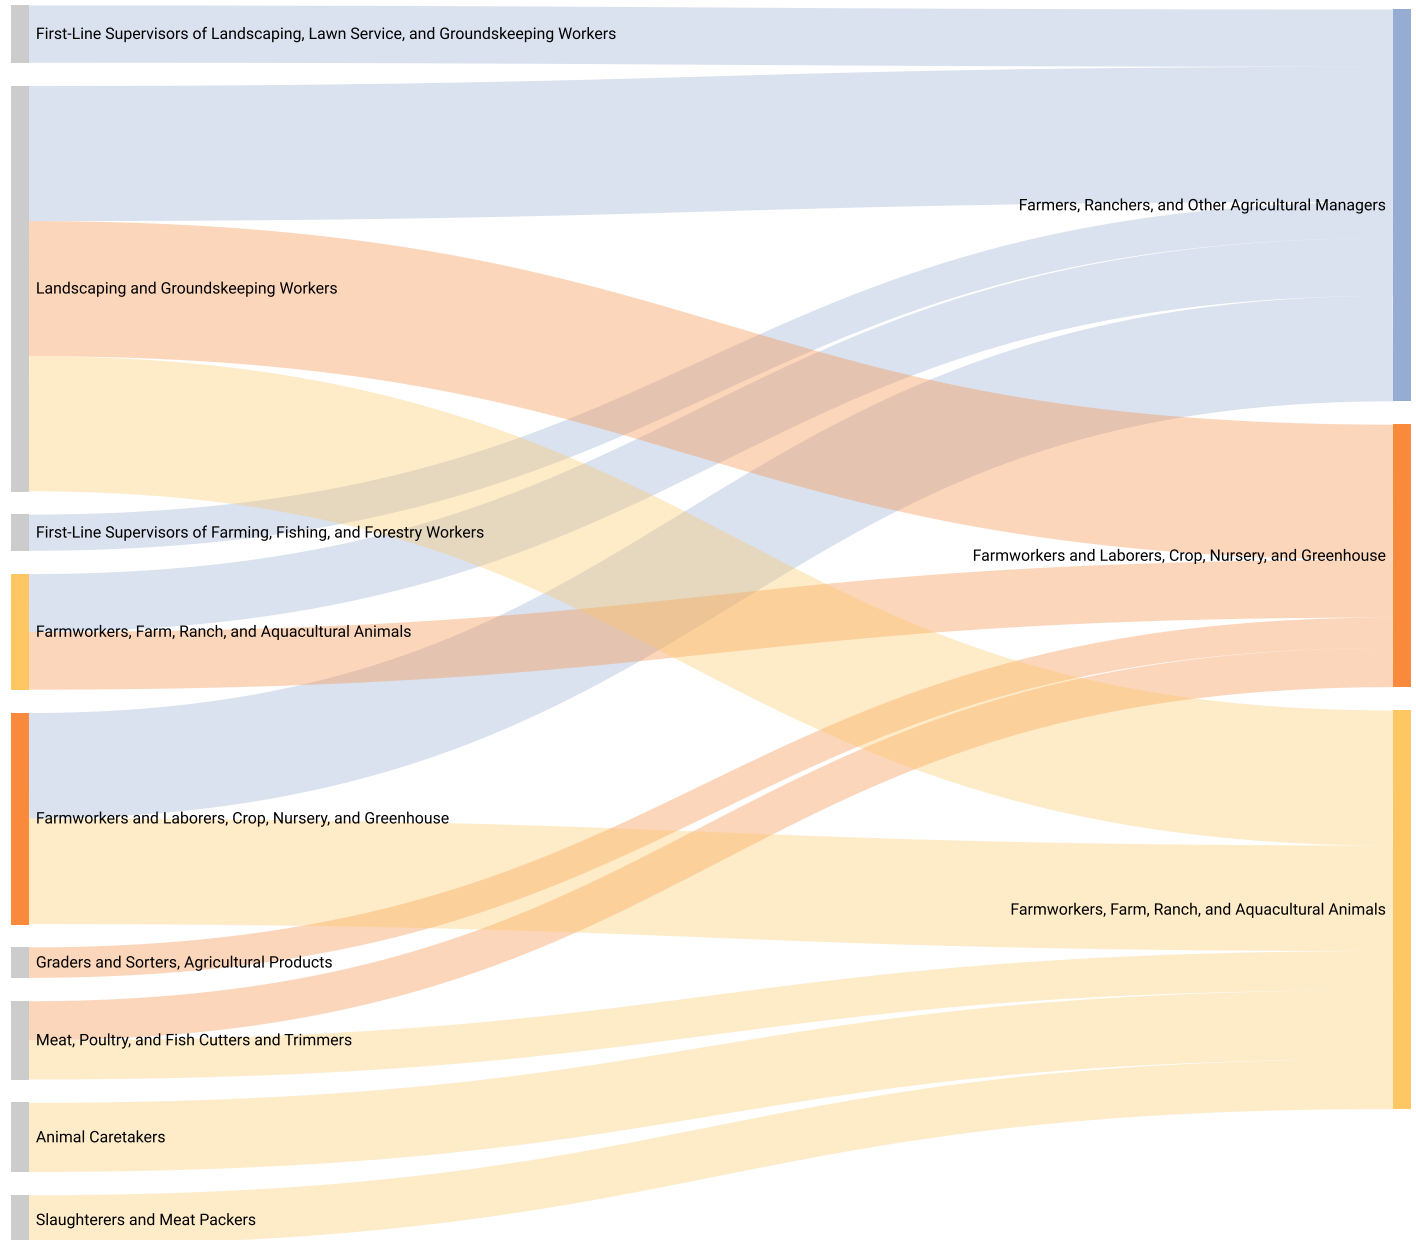 First-Line Supervisors of Landscaping, Lawn Service, and Groundskeeping Workers
Farmers, Ranchers, and Other Agricultural Managers
Landscaping and Groundskeeping Workers
First-Line Supervisors of Farming, Fishing, and Forestry Workers
Farmworkers and Laborers, Crop, Nursery, and Greenhouse
Farmworkers, Farm, Ranch, and Aquacultural Animals
Farmworkers and Laborers, Crop, Nursery, and Greenhouse
Farmworkers, Farm, Ranch, and Aquacultural Animals
Graders and Sorters, Agricultural Products
Meat, Poultry, and Fish Cutters and Trimmers
Animal Caretakers
Slaughterers and Meat Packers